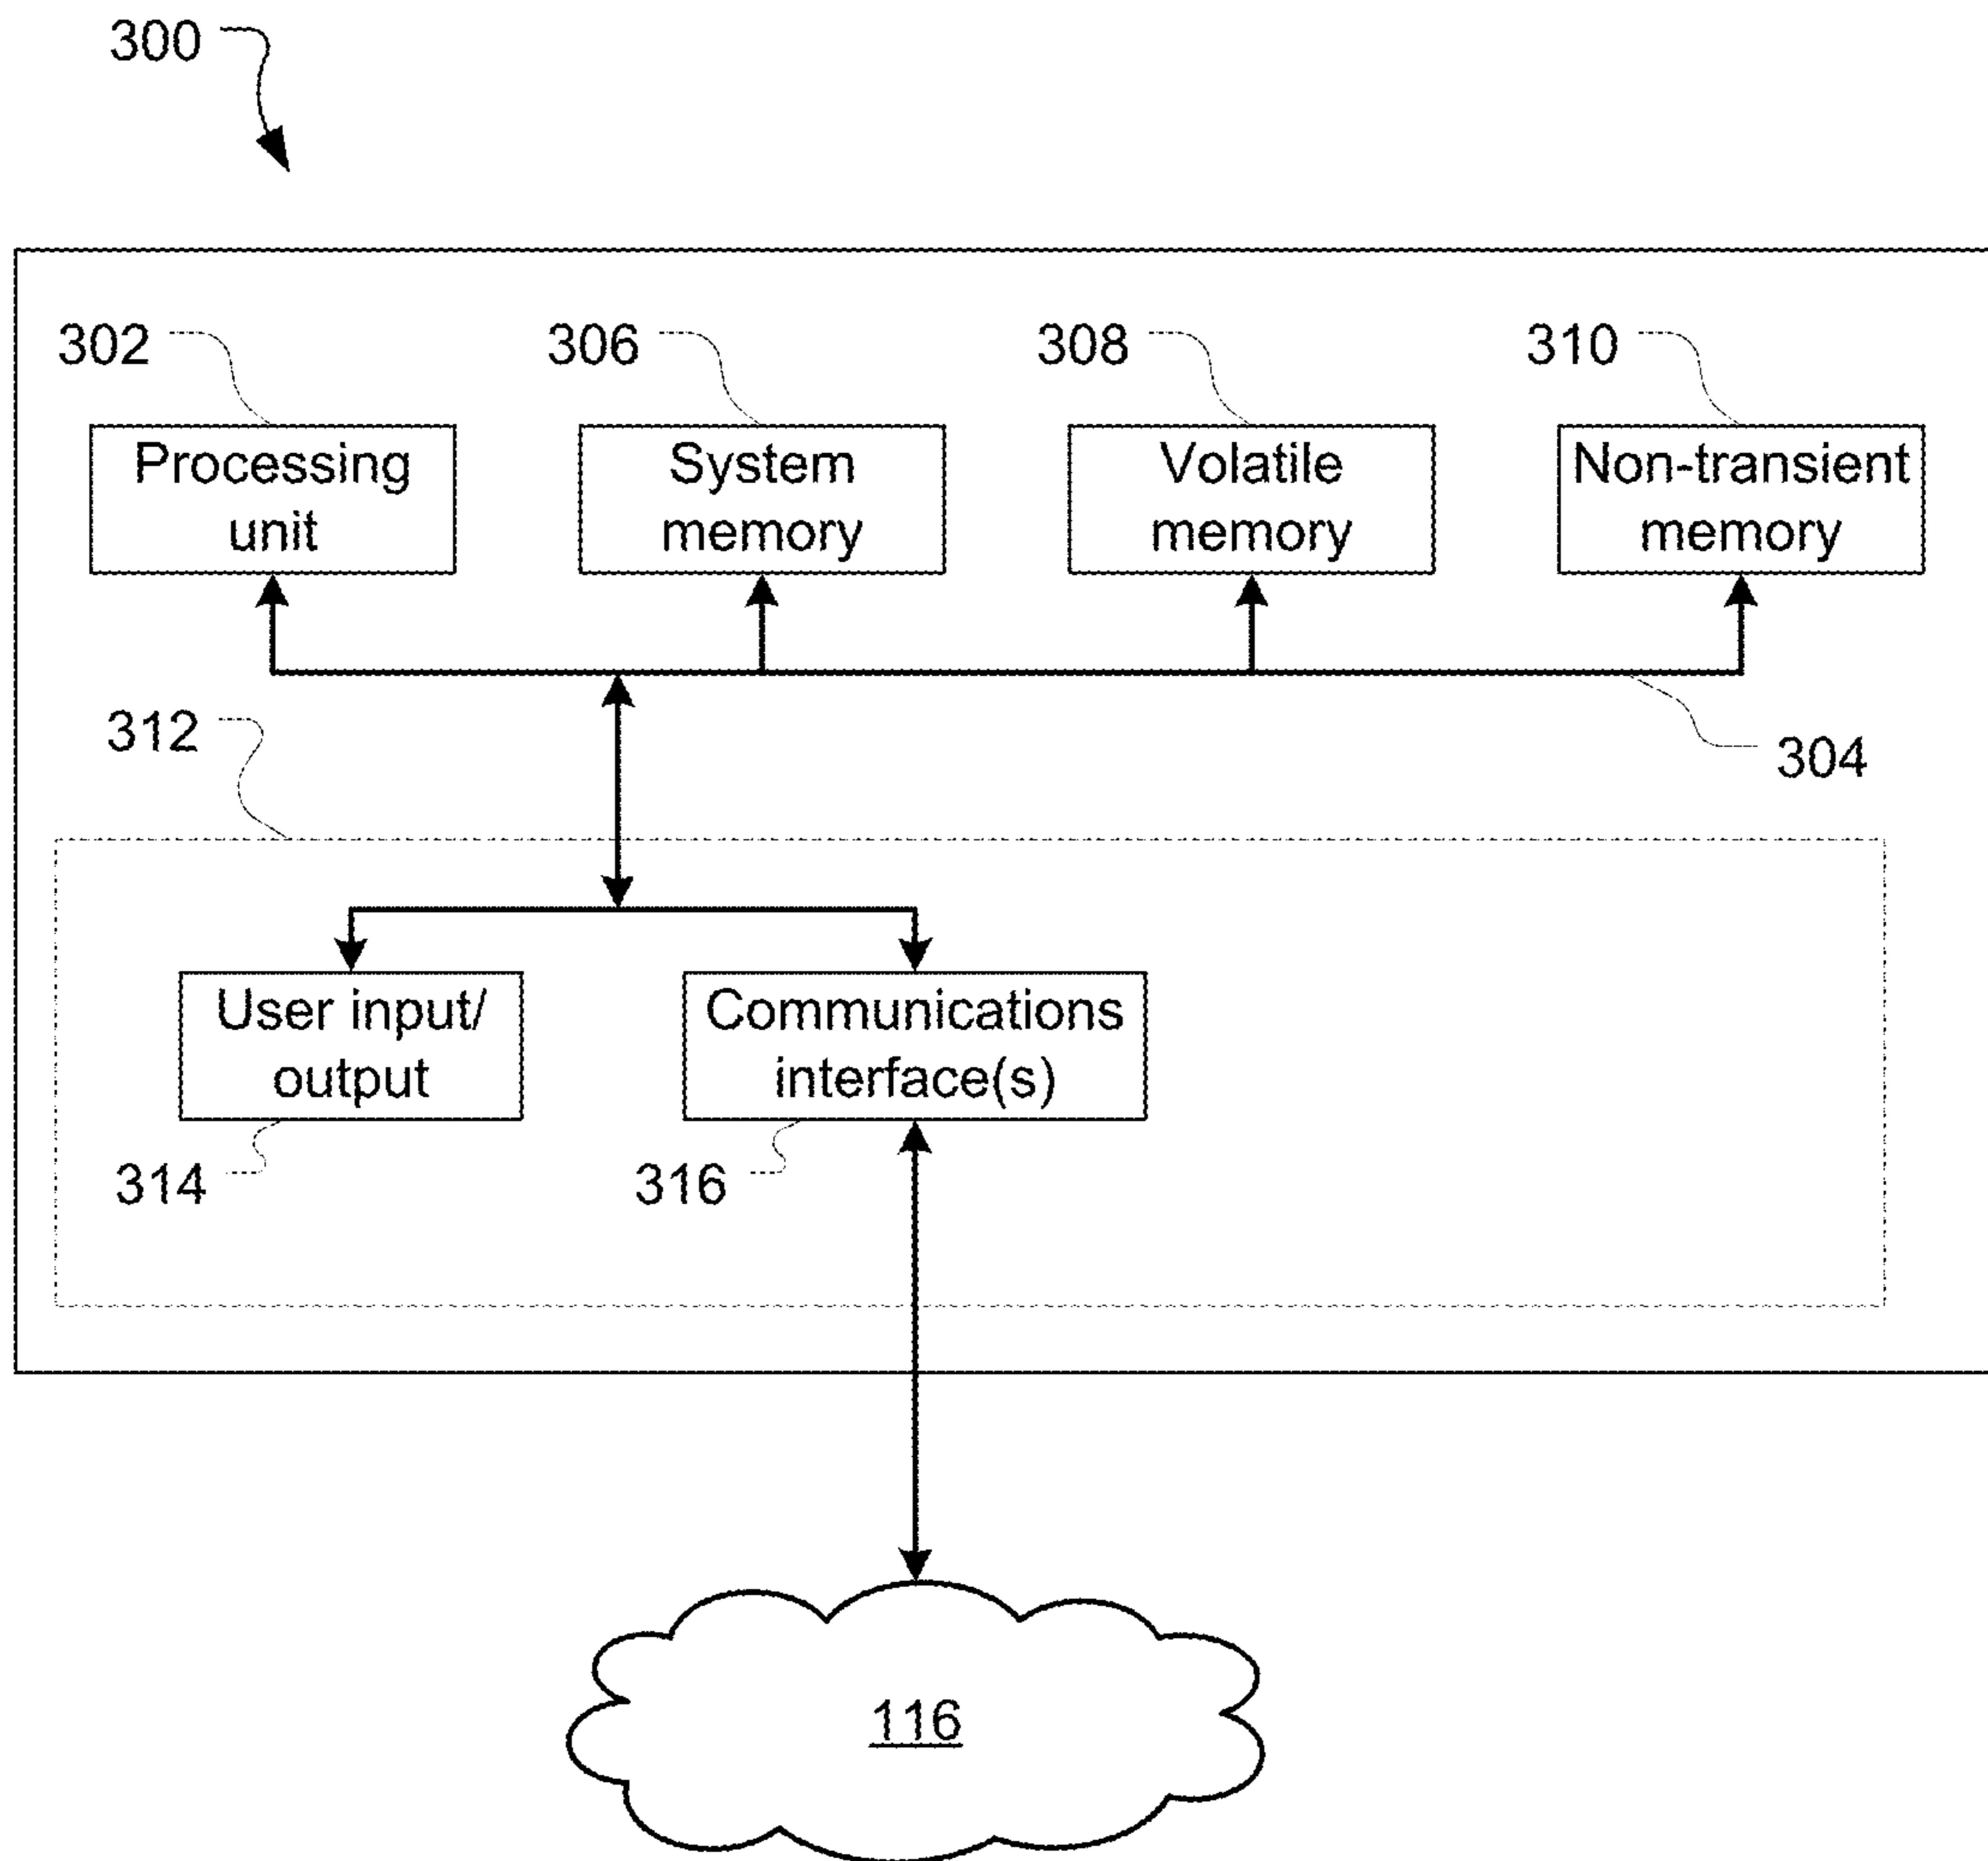 300
302
306
308
310
Processing
unit
System
memory
Volatile
memory
Non-transient
memory
312
304
User input/
output
Communications
interface(s)
314
316
116